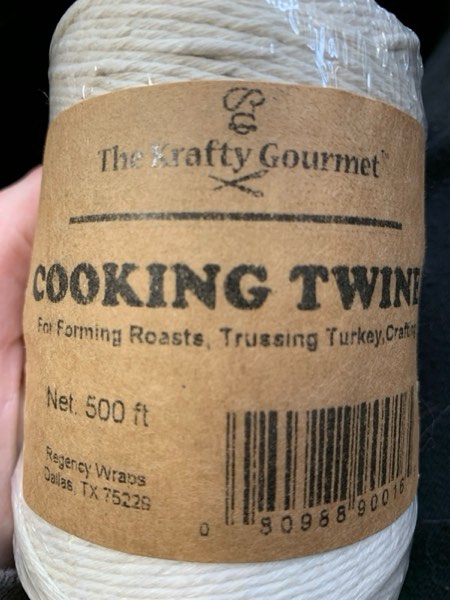 The Krafty Gourmet™
COOKING TWINE
For Forming Roasts, Trussing Turkey, Crafting
Net. 500 ft
Regency Wraps
Dallas, TX 75229
0 80988 90016